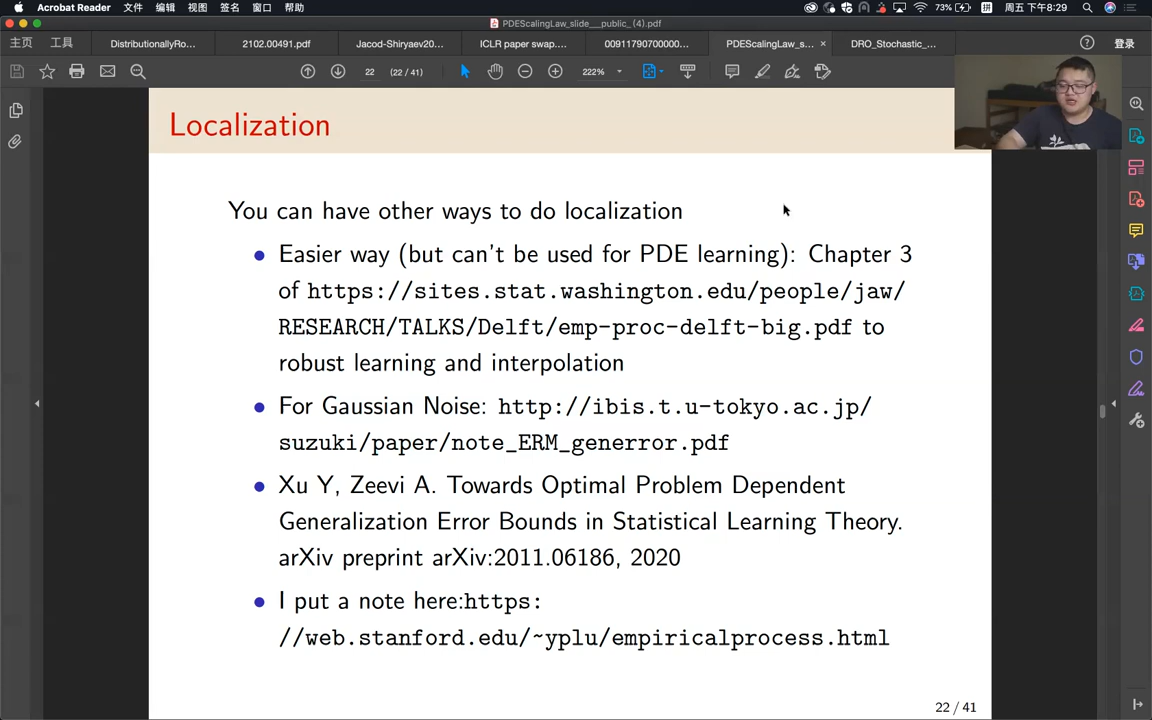 Acrobat Reader 文件 编辑 视图 签名 窗口 帮助 73% 拼 周五 下午8:29
PDEScalingLaw_slide__public_ (4).pdf
主页 工具 DistributionallyRo... 2102.00491.pdf Jacod-Shiryaev20... ICLR paper swap.... 00911790700000... PDEScalingLaw_s... × DRO_Stochastic_... 登录
22 (22 / 41) 222%
Localization
You can have other ways to do localization
• Easier way (but can't be used for PDE learning): Chapter 3
of https://sites.stat.washington.edu/people/jaw/
RESEARCH/TALKS/Delft/emp-proc-delft-big.pdf to
robust learning and interpolation
• For Gaussian Noise: http://ibis.t.u-tokyo.ac.jp/
suzuki/paper/note_ERM_generror.pdf
• Xu Y, Zeevi A. Towards Optimal Problem Dependent
Generalization Error Bounds in Statistical Learning Theory.
arXiv preprint arXiv:2011.06186, 2020
• I put a note here:https:
//web.stanford.edu/~yplu/empiricalprocess.html
22 / 41